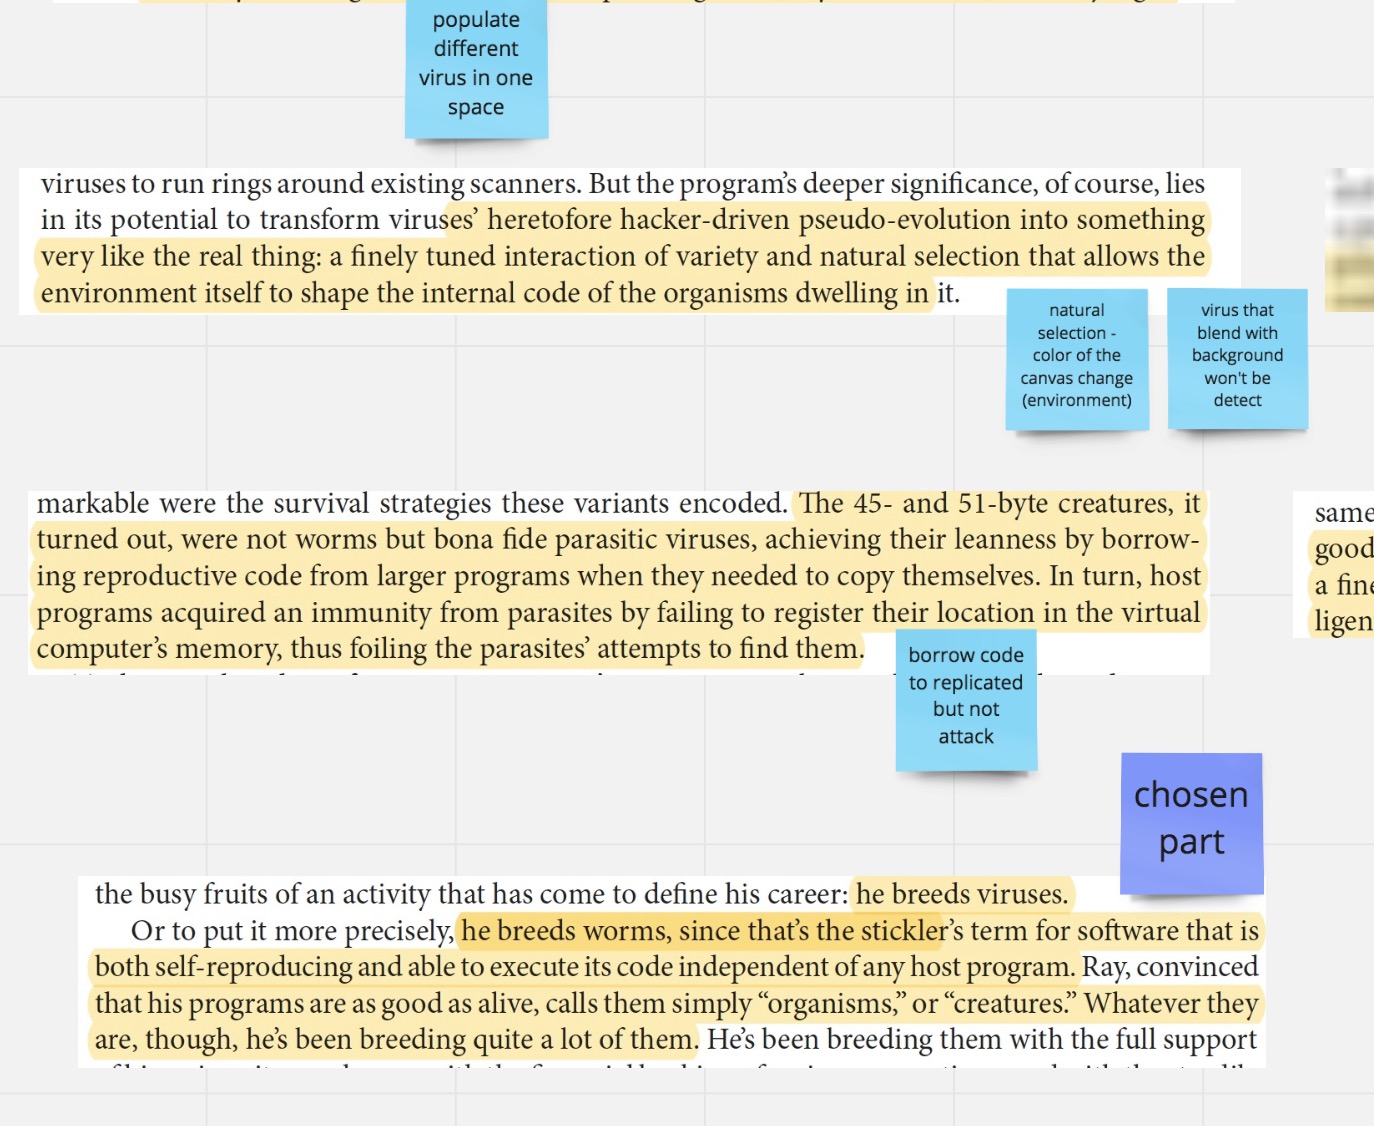 populate
different
virus in one
space
viruses to run rings around existing scanners. But the program’s deeper significance, of course, lies
in its potential to transform viruses’ heretofore hacker-driven pseudo-evolution into something
very like the real thing: a finely tuned interaction of variety and natural selection that allows the
environment itself to shape the internal code of the organisms dwelling in it.
natural
selection -
color of the
canvas change
(environment)
virus that
blend with
background
won't be
detect
markable were the survival strategies these variants encoded. The 45- and 51-byte creatures, it
turned out, were not worms but bona fide parasitic viruses, achieving their leanness by borrow-
ing reproductive code from larger programs when they needed to copy themselves. In turn, host
programs acquired an immunity from parasites by failing to register their location in the virtual
computer’s memory, thus foiling the parasites’ attempts to find them.
same
good
a fine
ligen
borrow code
to replicated
but not
attack
chosen
part
the busy fruits of an activity that has come to define his career: he breeds viruses.
Or to put it more precisely, he breeds worms, since that’s the stickler’s term for software that is
both self-reproducing and able to execute its code independent of any host program. Ray, convinced
that his programs are as good as alive, calls them simply “organisms,” or “creatures.” Whatever they
are, though, he’s been breeding quite a lot of them. He’s been breeding them with the full support